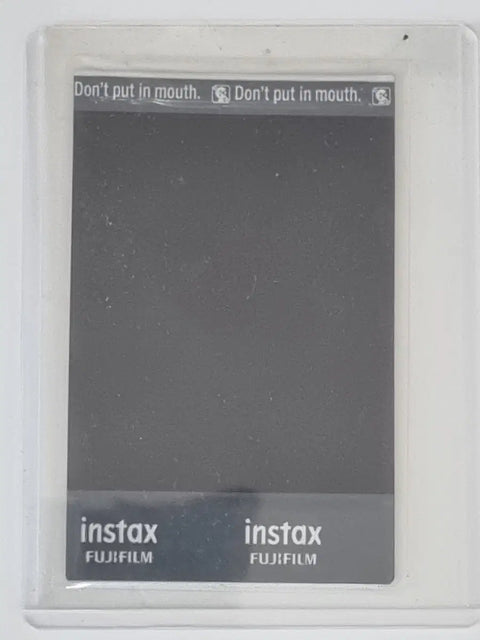 Don't put in mouth. Don't put in mouth.
instax instax
FUJIFILM FUJIFILM